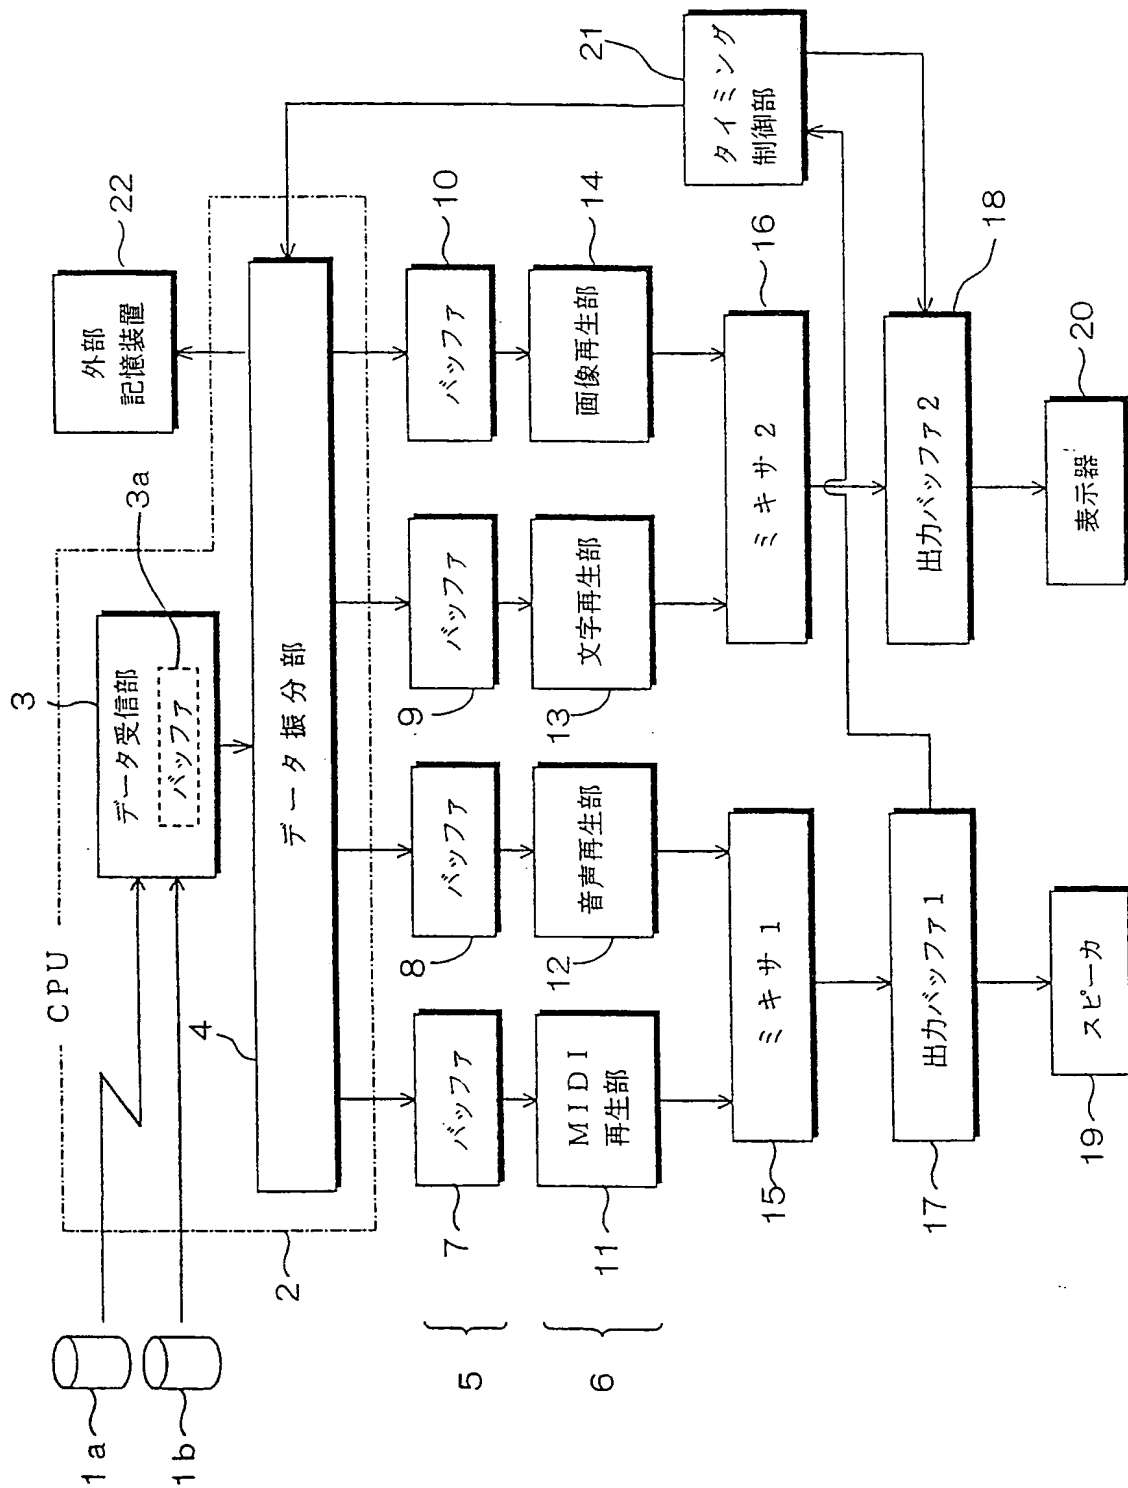 1a
1b
CPU
3
データ受信部
バッファ
3a
外部
記憶装置
22
2
4
データ振分部
21
タイミング
制御部
5
7
バッファ
8
バッファ
9
バッファ
10
バッファ
6
11
MIDI
再生部
12
音声再生部
13
文字再生部
14
画像再生部
15
ミキサ1
16
ミキサ2
17
出力バッファ1
18
出力バッファ2
19
スピーカ
20
表示器